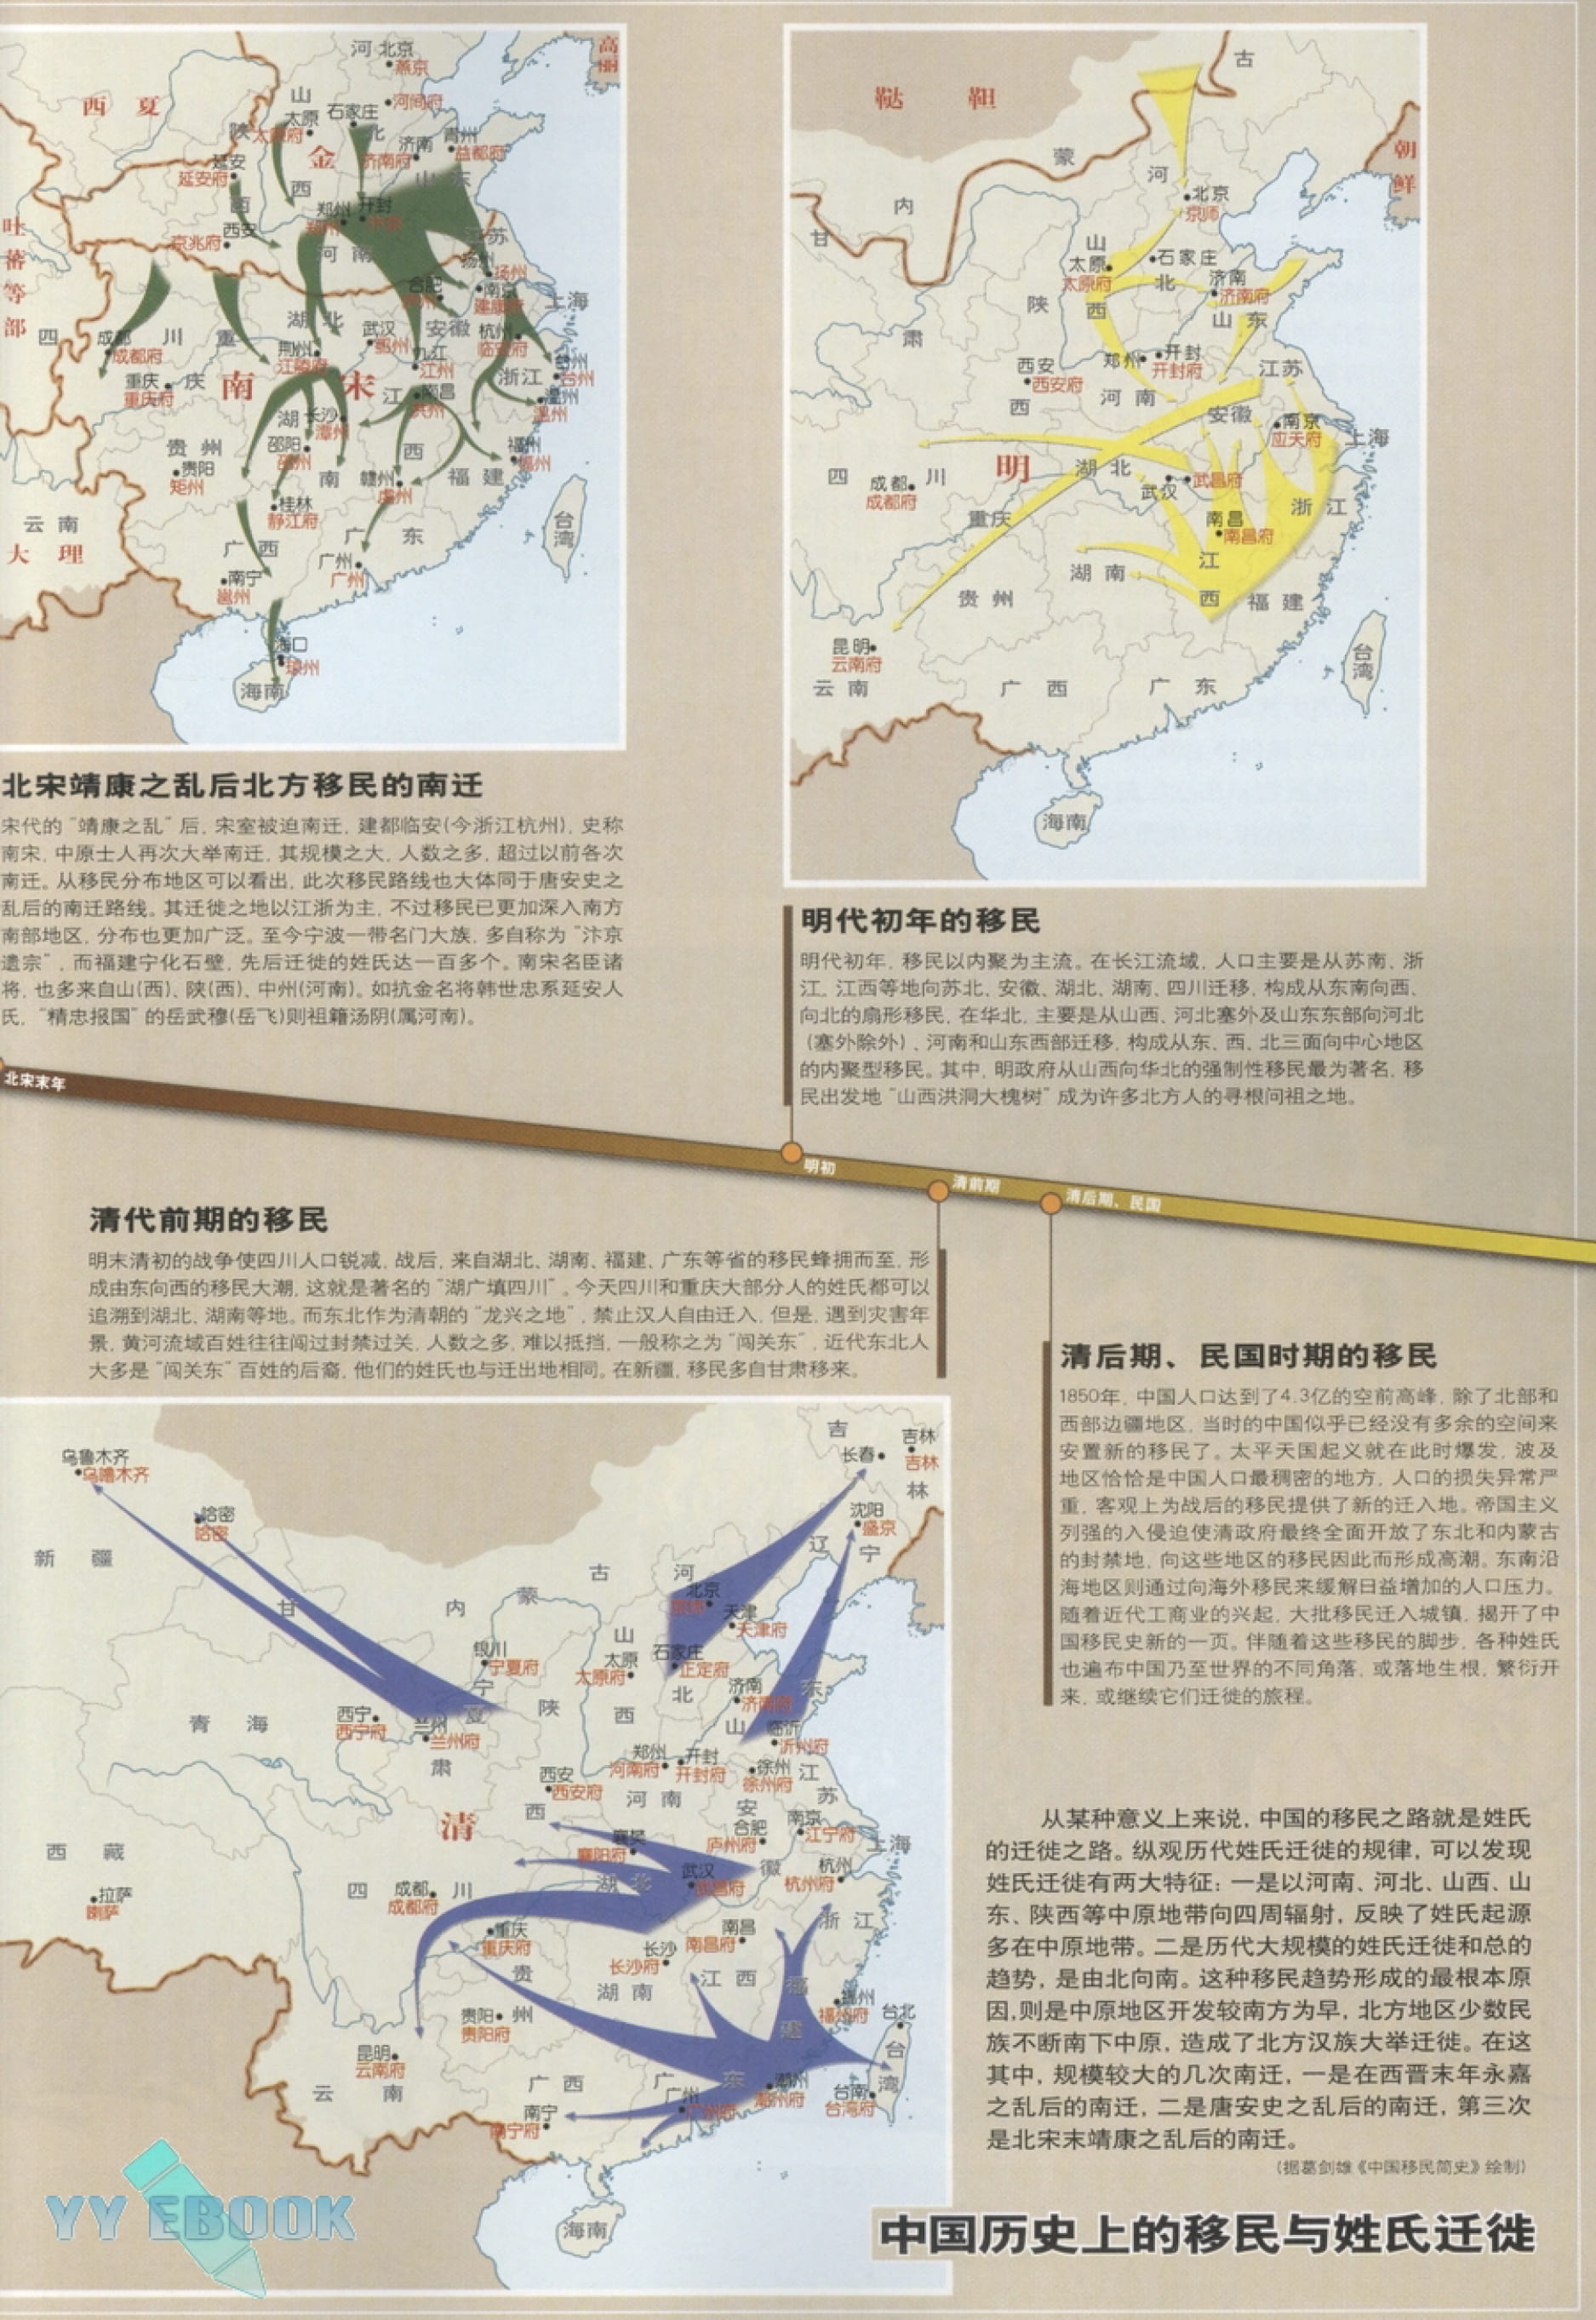 西 夏
金
南 宋
吐蕃等部
大 理
高丽
河 北京
燕京
河间府
山
太原
太原府
石家庄
北
陕
西
济南
济南府
青州
益都府
山 东
延安
延安府
西
西安
京兆府
郑州
开封
河 南
江苏
扬州
扬州
合肥
南京
建康府
上海
四 川
成都
成都府
重 庆
重庆
重庆府
湖 北
荆州
江陵府
武汉
鄂州
安徽
九江
江州
杭州
临安府
浙江
台州
台州
温州
温州
江 西
南昌
洪州
湖 南
长沙
潭州
邵阳
邵州
贵 州
贵阳
矩州
赣州
虔州
福 建
福州
福州
云 南
桂林
静江府
广 西
广 东
广州
广州
南宁
邕州
海口
琼州
海南
台湾
北宋靖康之乱后北方移民的南迁
宋代的“靖康之乱”后,宋室被迫南迁,建都临安(今浙江杭州),史称
南宋,中原士人再次大举南迁,其规模之大,人数之多,超过以前各次
南迁。从移民分布地区可以看出,此次移民路线也大体同于唐安史之
乱后的南迁路线。其迁徙之地以江浙为主,不过移民已更加深入南方
南部地区,分布也更加广泛。至今宁波一带名门大族,多自称为“汴京
遗宗”,而福建宁化石壁,先后迁徙的姓氏达一百多个。南宋名臣诸
将,也多来自山(西)、陕(西)、中州(河南)。如抗金名将韩世忠系延安人
氏,“精忠报国”的岳武穆(岳飞)则祖籍汤阴(属河南)。
鞑 靼
朝鲜
明
内 蒙 古
甘 肃
河 北
北京
京师
山 西
太原
太原府
石家庄
济南
济南府
山 东
陕 西
西安
西安府
郑州
开封
开封府
河 南
江苏
安徽
南京
应天府
上海
四 川
成都
成都府
重庆
湖 北
武汉
武昌府
浙 江
南昌
南昌府
江 西
湖 南
贵 州
福 建
昆明
云南府
云 南
广 西
广 东
台湾
海南
明代初年的移民
明代初年,移民以内聚为主流。在长江流域,人口主要是从苏南、浙
江、江西等地向苏北、安徽、湖北、湖南、四川迁移,构成从东南向西、
向北的扇形移民,在华北,主要是从山西、河北塞外及山东东部向河北
(塞外除外)、河南和山东西部迁移,构成从东、西、北三面向中心地区
的内聚型移民。其中,明政府从山西向华北的强制性移民最为著名,移
民出发地“山西洪洞大槐树”成为许多北方人的寻根问祖之地。
北宋末年
明初
清前期
清后期、民国
清代前期的移民
明末清初的战争使四川人口锐减,战后,来自湖北、湖南、福建、广东等省的移民蜂拥而至,形
成由东向西的移民大潮,这就是著名的“湖广填四川”。今天四川和重庆大部分人的姓氏都可以
追溯到湖北、湖南等地。而东北作为清朝的“龙兴之地”,禁止汉人自由迁入,但是,遇到灾害年
景,黄河流域百姓往往闯过封禁过关,人数之多,难以抵挡,一般称之为“闯关东”,近代东北人
大多是“闯关东”百姓的后裔,他们的姓氏也与迁出地相同。在新疆,移民多自甘肃移来。
清后期、民国时期的移民
1850年,中国人口达到了4.3亿的空前高峰,除了北部和
西部边疆地区,当时的中国似乎已经没有多余的空间来
安置新的移民了。太平天国起义就在此时爆发,波及
地区恰恰是中国人口最稠密的地方,人口的损失异常严
重,客观上为战后的移民提供了新的迁入地。帝国主义
列强的入侵迫使清政府最终全面开放了东北和内蒙古
的封禁地,向这些地区的移民因此而形成高潮。东南沿
海地区则通过向海外移民来缓解日益增加的人口压力。
随着近代工商业的兴起,大批移民迁入城镇,揭开了中
国移民史新的一页。伴随着这些移民的脚步,各种姓氏
也遍布中国乃至世界的不同角落,或落地生根,繁衍开
来,或继续它们迁徙的旅程。
清
乌鲁木齐
乌噜木齐
哈密
哈密
新 疆
甘 肃
内 蒙 古
吉 林
长春
吉林
吉林
沈阳
盛京
辽 宁
河 北
北京
天津
天津府
银川
宁夏府
宁夏
山 西
太原
太原府
石家庄
正定府
济南
济南府
山 东
临沂
沂州府
青 海
西宁
西宁府
兰州
兰州府
陕 西
西安
西安府
郑州
河南府
开封
开封府
徐州
徐州府
江苏
河 南
安徽
南京
江宁府
合肥
庐州府
襄樊
襄阳府
上海
西 藏
拉萨
喇萨
四 川
成都
成都府
湖 北
武汉
武昌府
杭州
杭州府
浙 江
重庆
重庆府
南昌
南昌府
长沙
长沙府
湖 南
江 西
福建
贵 州
贵阳
贵阳府
福州
福州府
台北
台湾
昆明
云南府
云 南
广 西
广 东
广州
广州府
潮州
潮州府
台南
台湾府
南宁
南宁府
海南
从某种意义上来说,中国的移民之路就是姓氏
的迁徙之路。纵观历代姓氏迁徙的规律,可以发现
姓氏迁徙有两大特征:一是以河南、河北、山西、山
东、陕西等中原地带向四周辐射,反映了姓氏起源
多在中原地带。二是历代大规模的姓氏迁徙和总的
趋势,是由北向南。这种移民趋势形成的最根本原
因,则是中原地区开发较南方为早,北方地区少数民
族不断南下中原,造成了北方汉族大举迁徙。在这
其中,规模较大的几次南迁,一是在西晋末年永嘉
之乱后的南迁,二是唐安史之乱后的南迁,第三次
是北宋末靖康之乱后的南迁。
(据葛剑雄《中国移民简史》绘制)
中国历史上的移民与姓氏迁徙
YY EBOOK